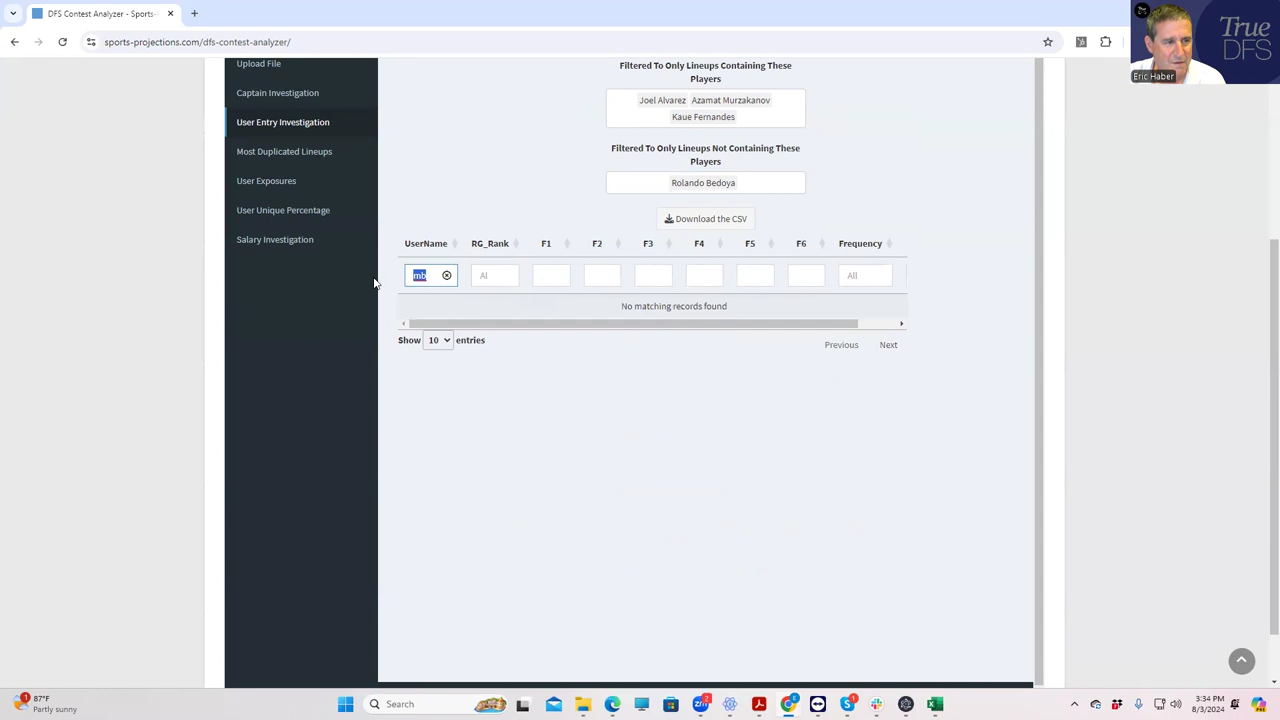 DFS Contest Analyzer - Sports-
sports-projections.com/dfs-contest-analyzer/
True
DFS
Eric Haber
Upload File
Captain Investigation
User Entry Investigation
Most Duplicated Lineups
User Exposures
User Unique Percentage
Salary Investigation
Filtered To Only Lineups Containing These
Players
Joel Alvarez Azamat Murzakanov
Kaue Fernandes
Filtered To Only Lineups Not Containing These
Players
Rolando Bedoya
Download the CSV
UserName RG_Rank F1 F2 F3 F4 F5 F6 Frequency
mb Al All
No matching records found
Show 10 entries
Previous Next
87°F
Partly sunny
Search
3:34 PM
8/3/2024